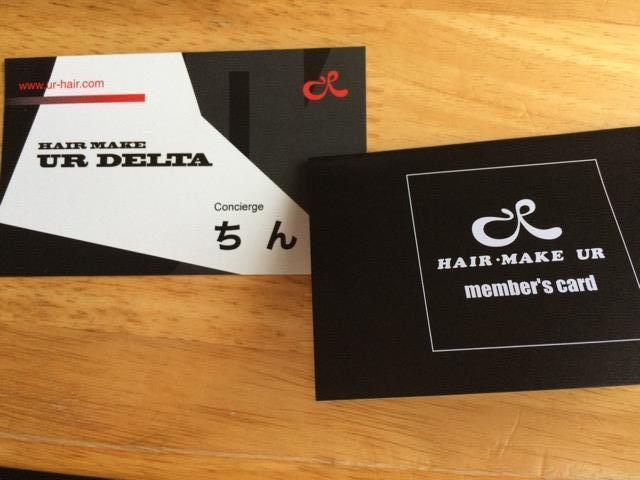 www.ur-hair.com
HAIR MAKE
UR DELTA
Concierge
ちん
HAIR·MAKE UR
member's card